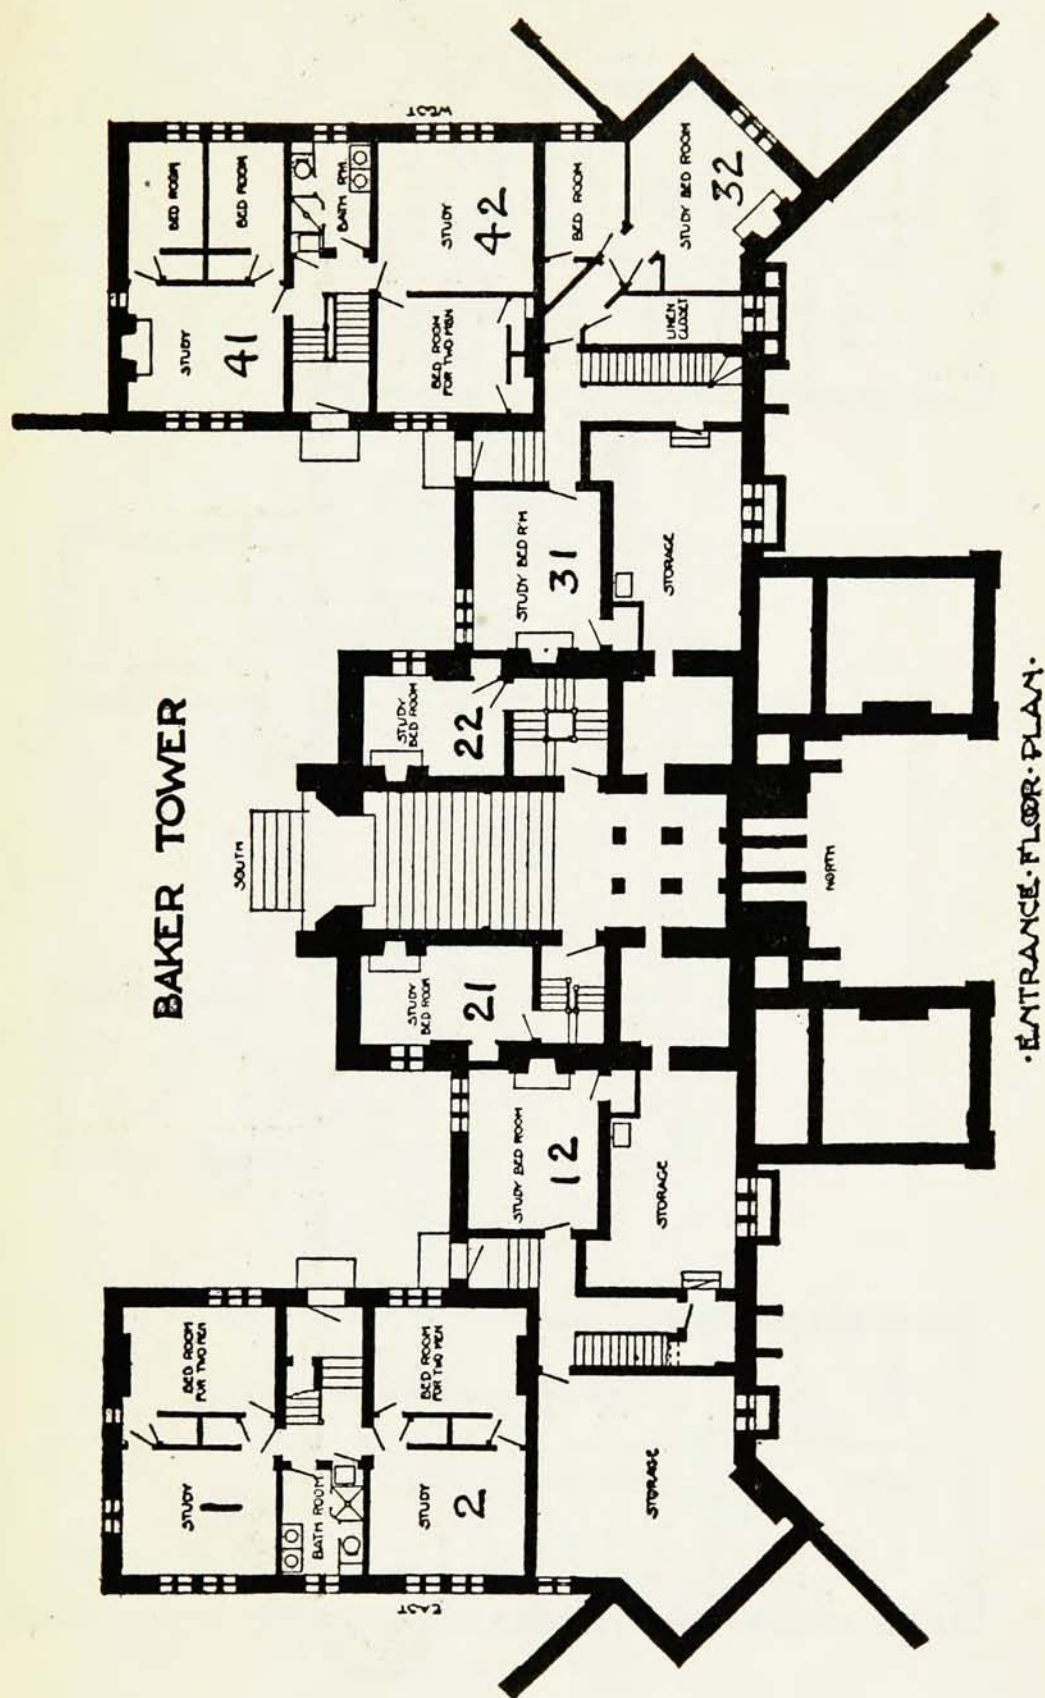 BAKER TOWER
SOUTH
STUDY
1
BED ROOM
FOR TWO MEN
BATH ROOM
STUDY
2
BED ROOM
FOR TWO MEN
EAST
STORAGE
STUDY BED ROOM
12
STORAGE
STUDY
BED ROOM
21
STUDY
BED ROOM
22
STUDY BED R'M
31
STORAGE
STUDY
41
BED ROOM
BED ROOM
BATH R'M.
BED ROOM
FOR TWO MEN
STUDY
42
WEST
BED ROOM
STUDY BED ROOM
32
LINEN
CLOSET
NORTH
·ENTRANCE·FLOOR·PLAN·